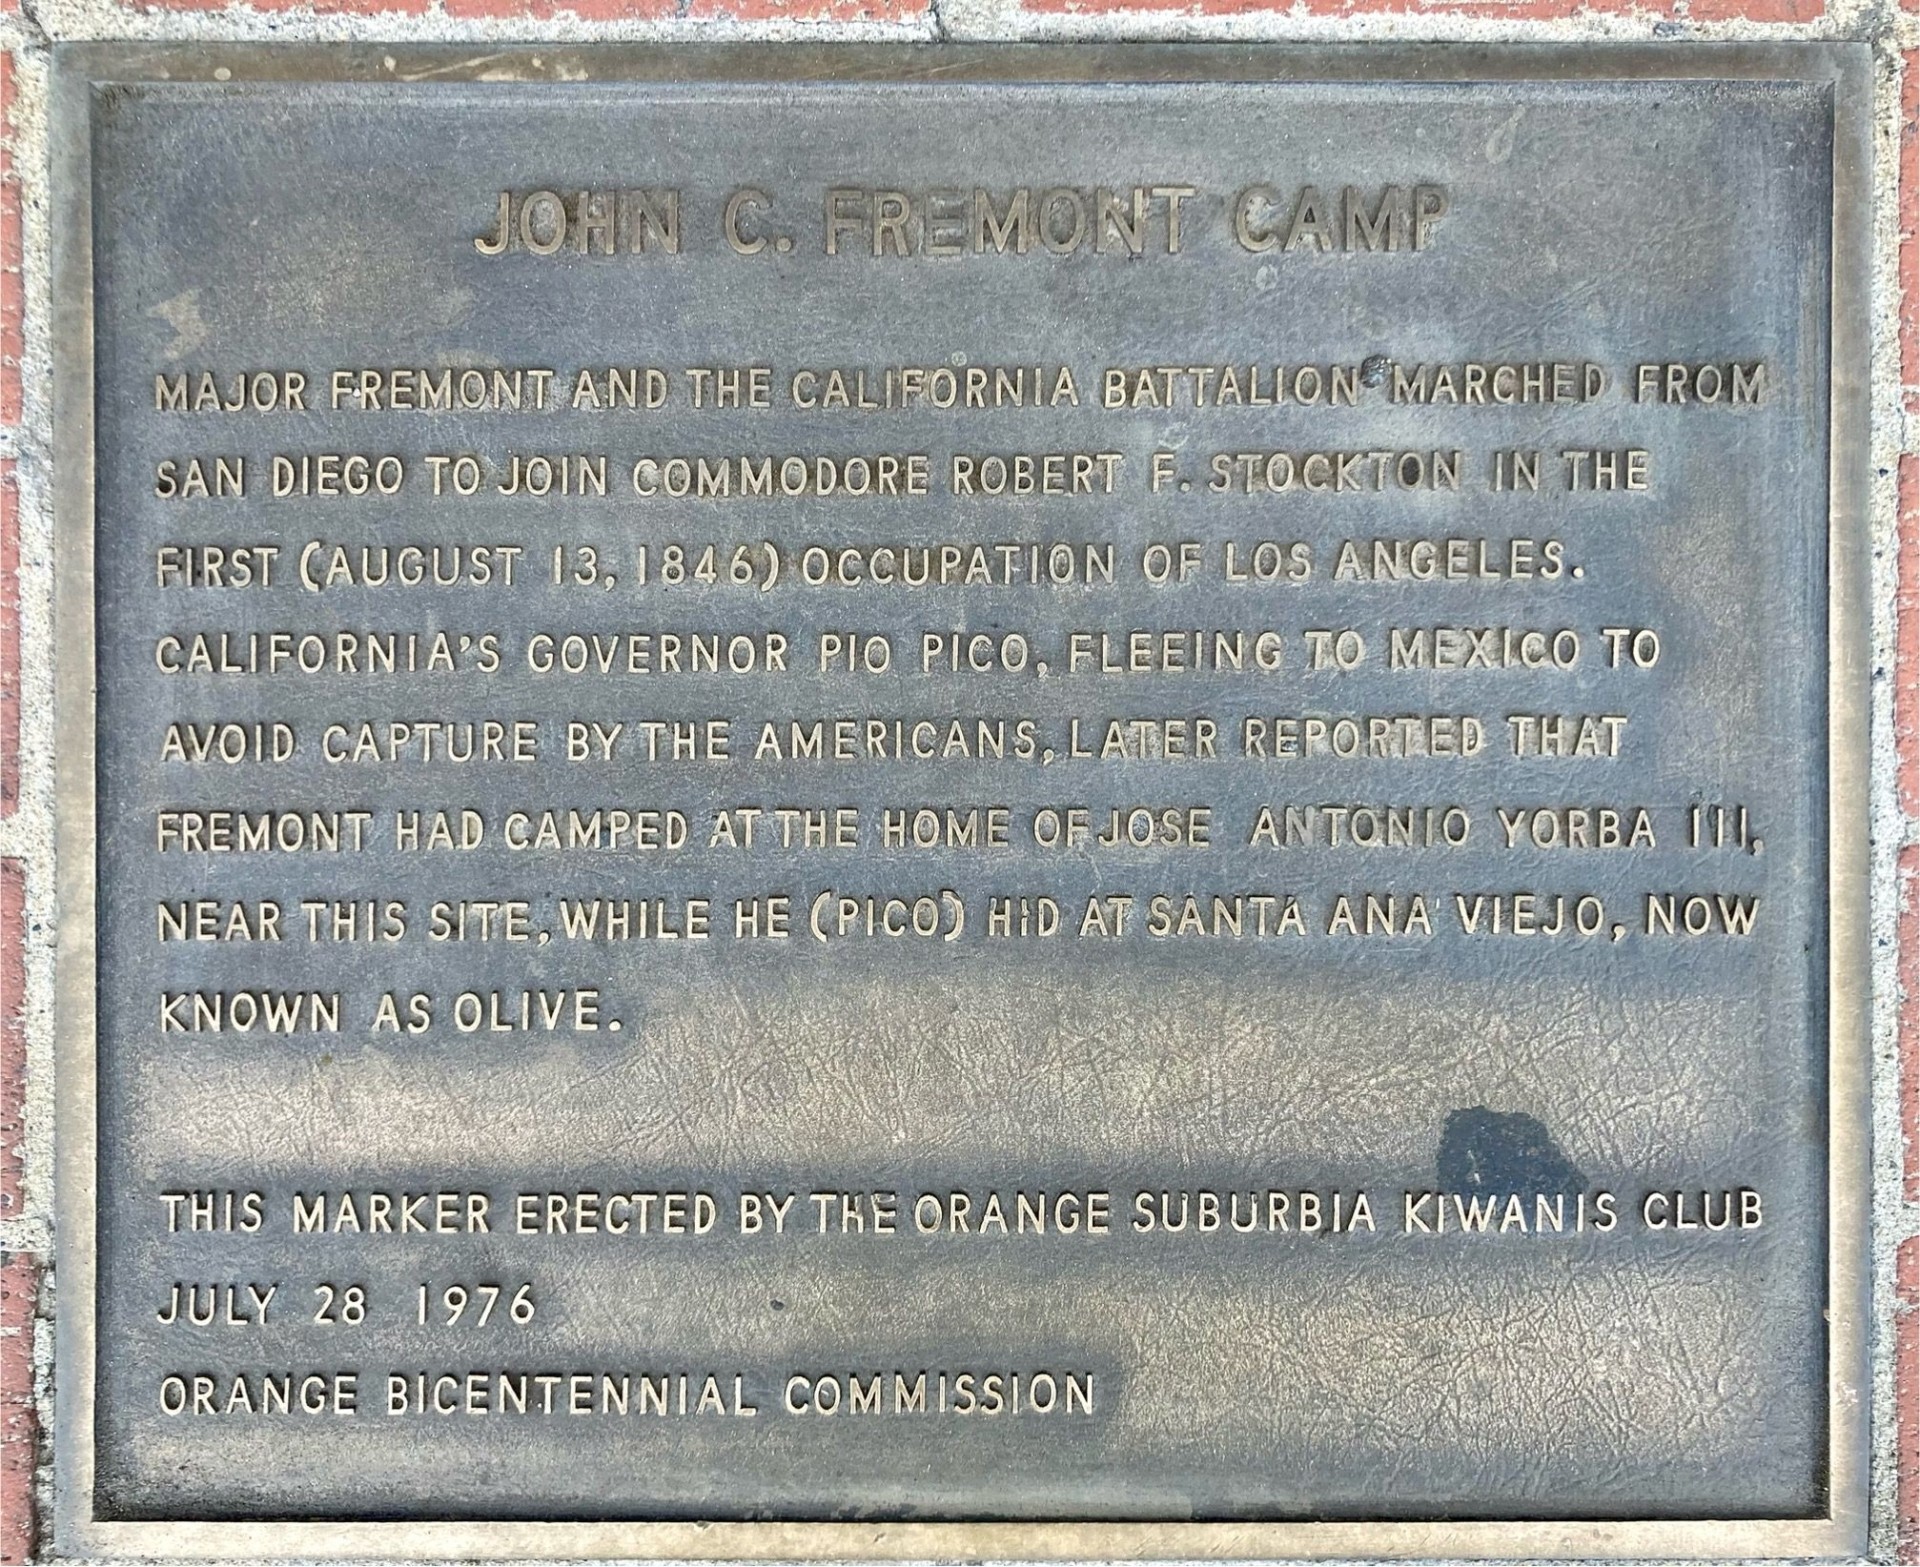 JOHN C. FREMONT CAMP
MAJOR FREMONT AND THE CALIFORNIA BATTALION MARCHED FROM
SAN DIEGO TO JOIN COMMODORE ROBERT F. STOCKTON IN THE
FIRST (AUGUST 13, 1846) OCCUPATION OF LOS ANGELES.
CALIFORNIA'S GOVERNOR PIO PICO, FLEEING TO MEXICO TO
AVOID CAPTURE BY THE AMERICANS, LATER REPORTED THAT
FREMONT HAD CAMPED AT THE HOME OF JOSE ANTONIO YORBA III,
NEAR THIS SITE, WHILE HE (PICO) HID AT SANTA ANA VIEJO, NOW
KNOWN AS OLIVE.
THIS MARKER ERECTED BY THE ORANGE SUBURBIA KIWANIS CLUB
JULY 28 1976
ORANGE BICENTENNIAL COMMISSION